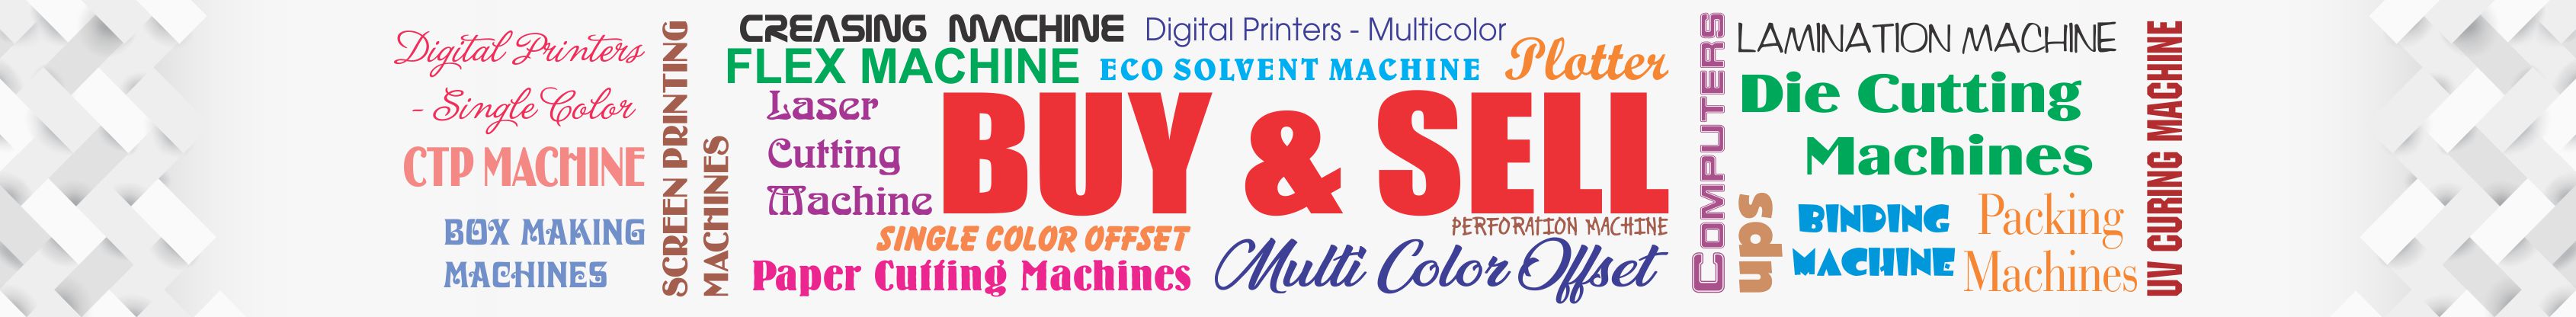 Digital Printers
- Single Color
CTP MACHINE
BOX MAKING
MACHINES
SCREEN PRINTING
MACHINES
CREASING MACHINE
Digital Printers - Multicolor
FLEX MACHINE
ECO SOLVENT MACHINE
Plotter
Laser
Cutting
Machine
BUY & SELL
PERFORATION MACHINE
SINGLE COLOR OFFSET
Paper Cutting Machines
Multi Color Offset
COMPUTERS
ups
LAMINATION MACHINE
Die Cutting
Machines
BINDING
MACHINE
Packing
Machines
UV CURING MACHINE